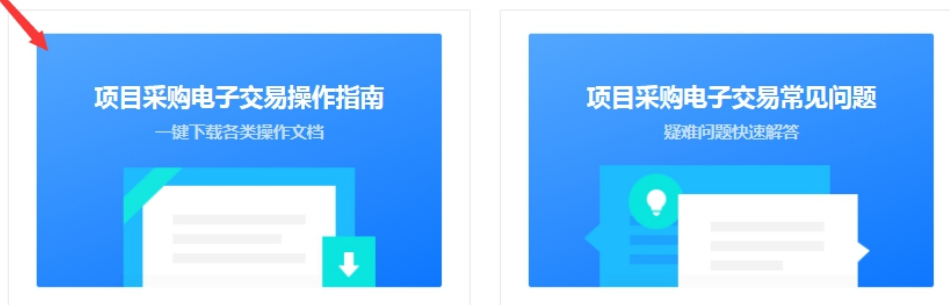 项目采购电子交易操作指南
一键下载各类操作文档
项目采购电子交易常见问题
疑难问题快速解答